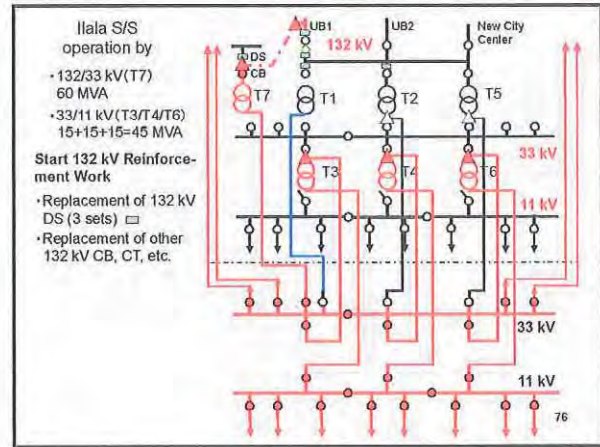 Ilala S/S
operation by
・132/33 kV(T7)
60 MVA
・33/11 kV(T3/T4/T6)
15+15+15=45 MVA
Start 132 kV Reinforce-
ment Work
・Replacement of 132 kV
DS (3 sets)
・Replacement of other
132 kV CB, CT, etc.
UB1
UB2
New City
Center
132 kV
DS
CB
T7
T1
T2
T5
33 kV
T3
T4
T6
11 kV
33 kV
11 kV
76